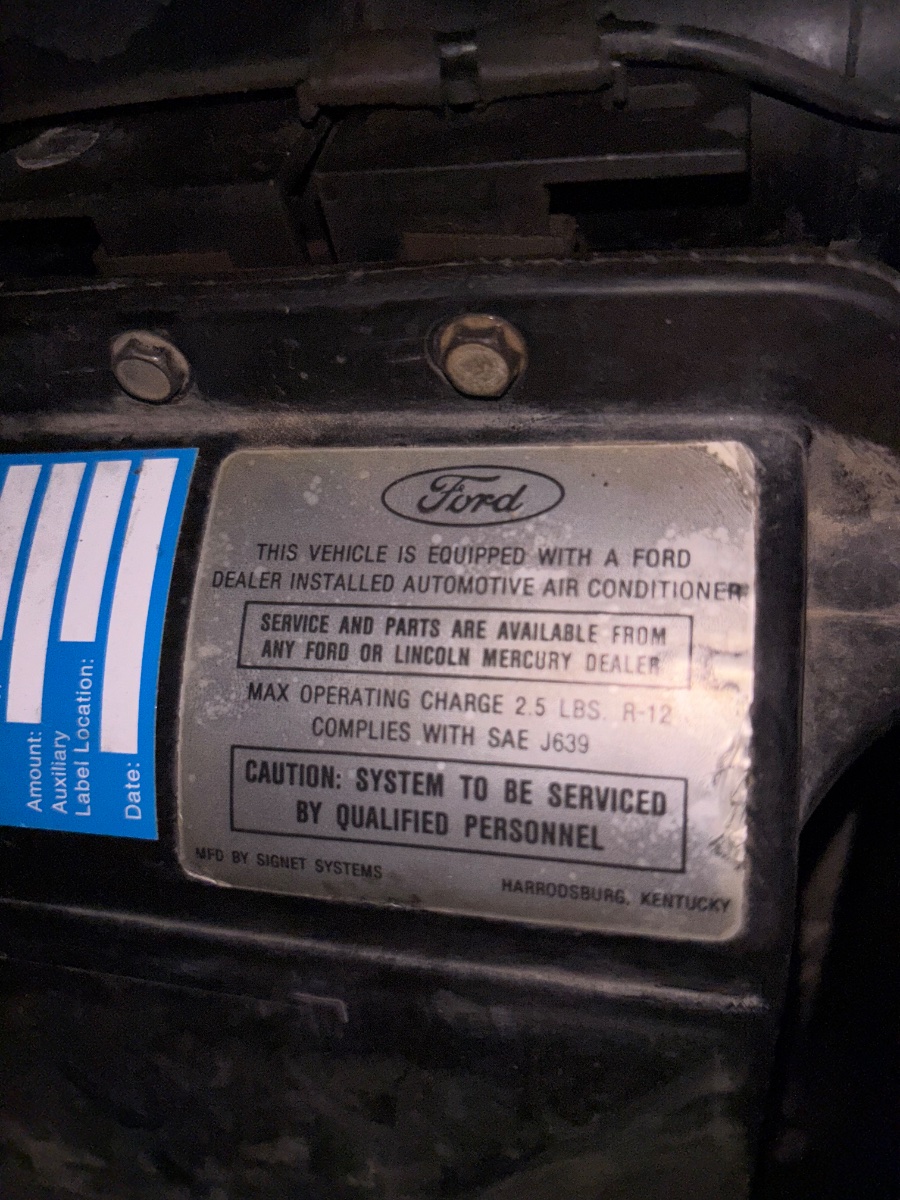 Ford
THIS VEHICLE IS EQUIPPED WITH A FORD
DEALER INSTALLED AUTOMOTIVE AIR CONDITIONER
SERVICE AND PARTS ARE AVAILABLE FROM
ANY FORD OR LINCOLN MERCURY DEALER
MAX OPERATING CHARGE 2.5 LBS. R-12
COMPLIES WITH SAE J639
CAUTION: SYSTEM TO BE SERVICED
BY QUALIFIED PERSONNEL
MFD BY SIGNET SYSTEMS
HARRODSBURG, KENTUCKY
Amount:
Auxiliary
Label Location:
Date: